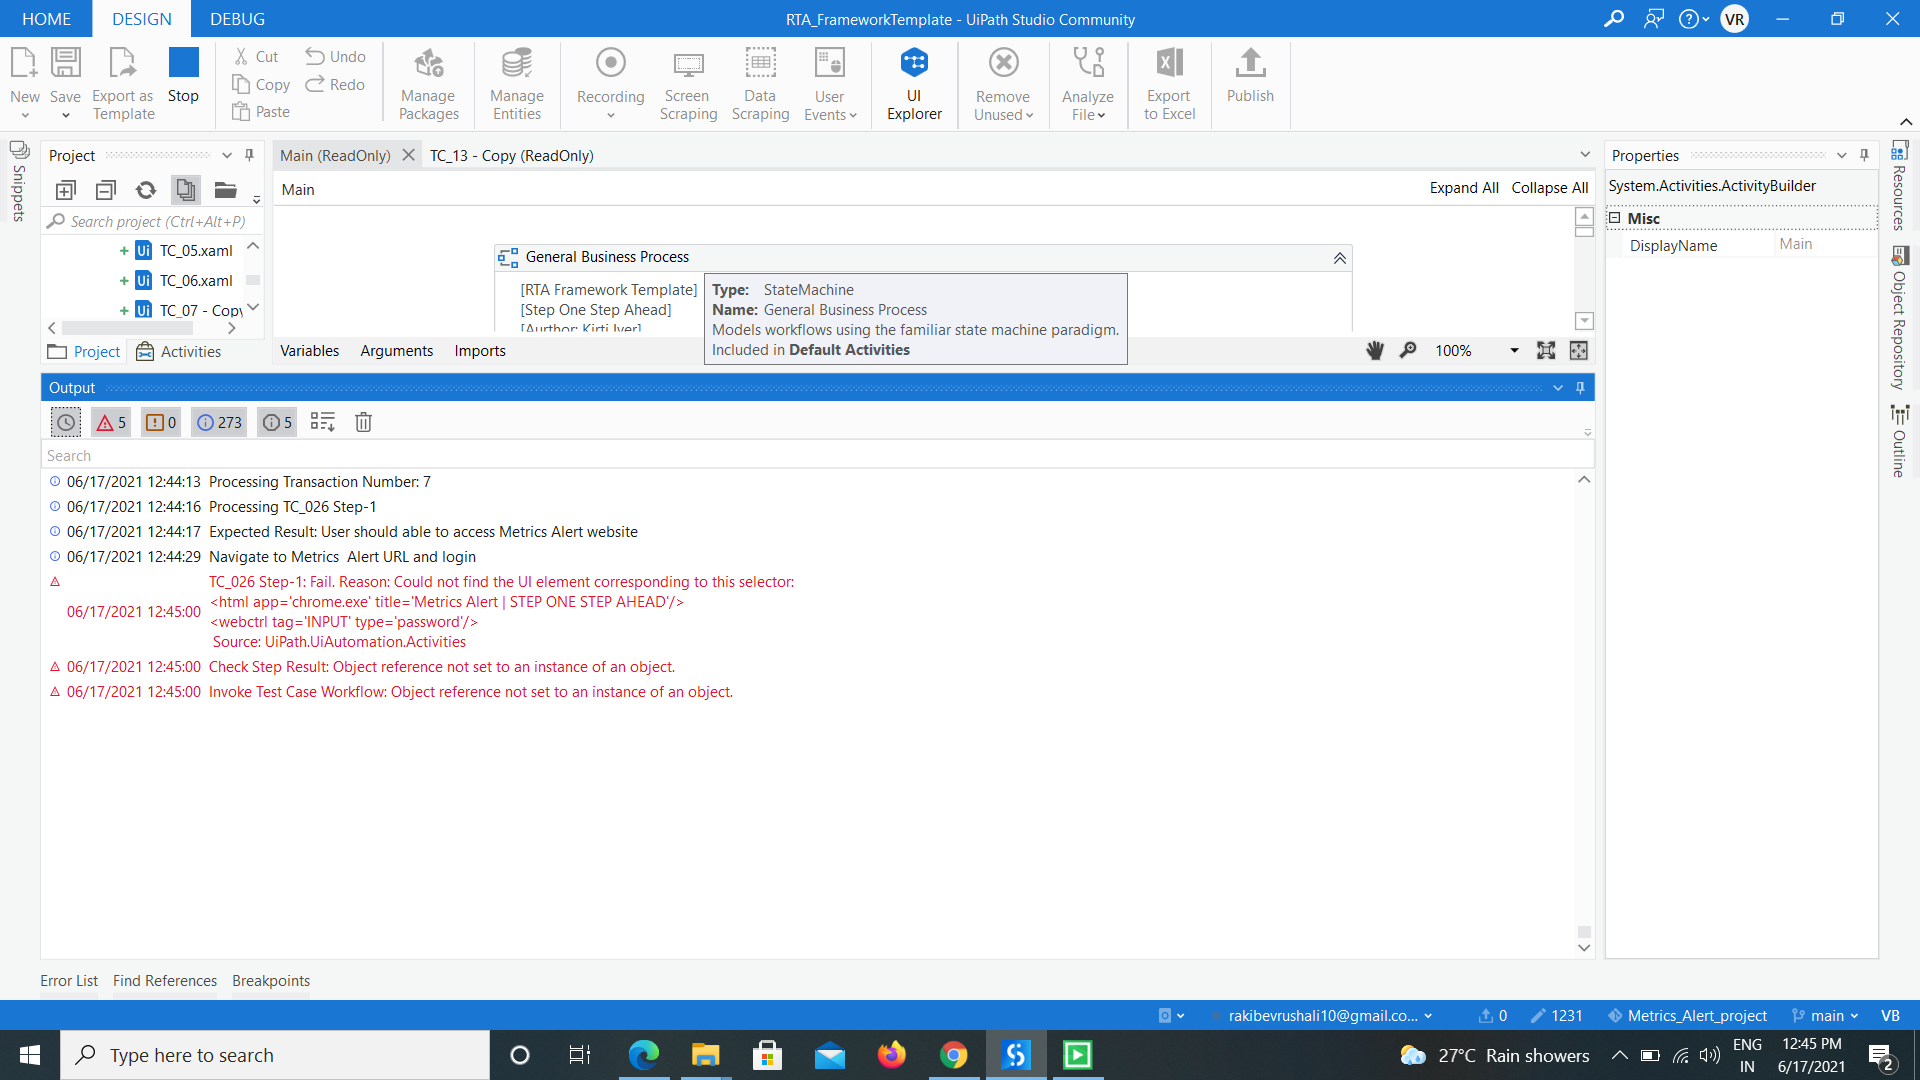 HOME DESIGN DEBUG
RTA_FrameworkTemplate - UiPath Studio Community
VR
New
Save
Export as Template
Stop
Cut
Copy
Paste
Undo
Redo
Manage Packages
Manage Entities
Recording
Screen Scraping
Data Scraping
User Events
UI Explorer
Remove Unused
Analyze File
Export to Excel
Publish
Snippets
Project
Search project (Ctrl+Alt+P)
Ui TC_05.xaml
Ui TC_06.xaml
Ui TC_07 - Copy
Project Activities
Main (ReadOnly) TC_13 - Copy (ReadOnly)
Main
Expand All Collapse All
General Business Process
[RTA Framework Template]
[Step One Step Ahead]
[Aurthor: Kirti Iyer]
Type: StateMachine
Name: General Business Process
Models workflows using the familiar state machine paradigm.
Included in Default Activities
Variables Arguments Imports
100%
Properties
System.Activities.ActivityBuilder
Misc
DisplayName Main
Resources
Object Repository
Outline
Output
5 0 273 5
Search
06/17/2021 12:44:13 Processing Transaction Number: 7
06/17/2021 12:44:16 Processing TC_026 Step-1
06/17/2021 12:44:17 Expected Result: User should able to access Metrics Alert website
06/17/2021 12:44:29 Navigate to Metrics  Alert URL and login
TC_026 Step-1: Fail. Reason: Could not find the UI element corresponding to this selector:
<html app='chrome.exe' title='Metrics Alert | STEP ONE STEP AHEAD'/>
06/17/2021 12:45:00
<webctrl tag='INPUT' type='password'/>
Source: UiPath.UiAutomation.Activities
06/17/2021 12:45:00 Check Step Result: Object reference not set to an instance of an object.
06/17/2021 12:45:00 Invoke Test Case Workflow: Object reference not set to an instance of an object.
Error List Find References Breakpoints
rakibevrushali10@gmail.co... 0 1231 Metrics_Alert_project main VB
Type here to search
27°C Rain showers
ENG
IN
12:45 PM
6/17/2021
2